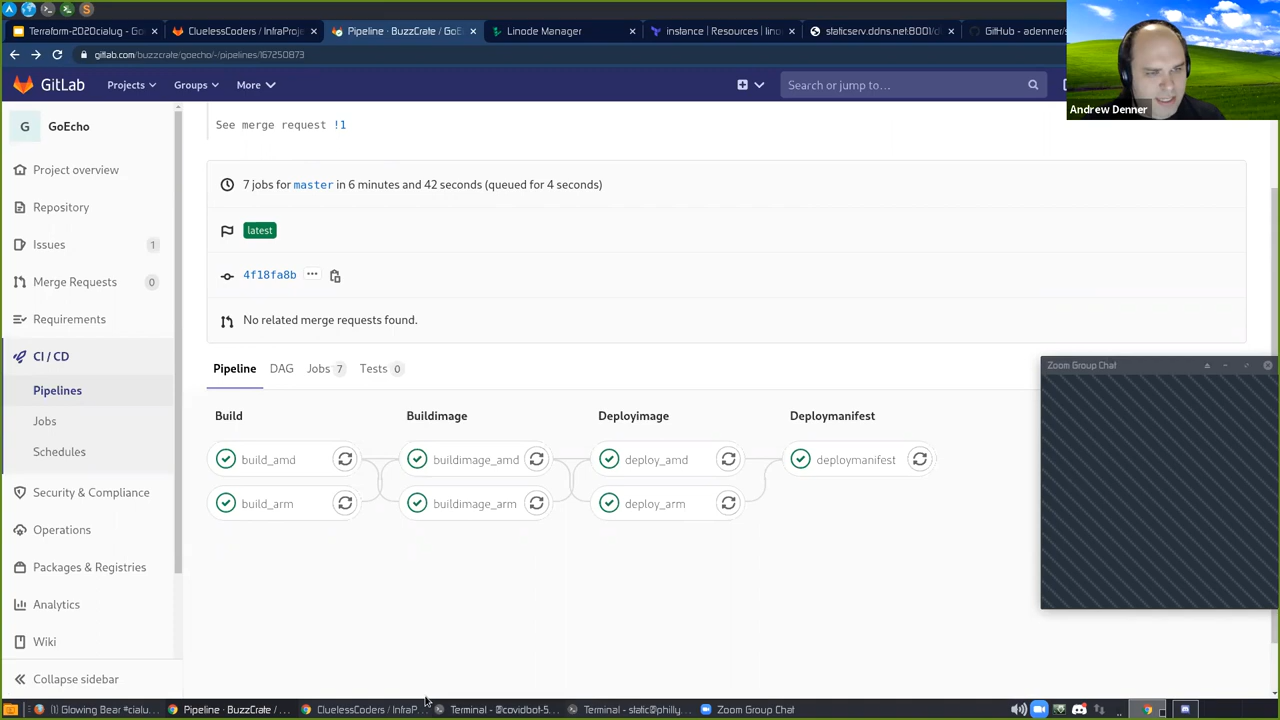 Terraform-2020cialug - Go
CluelessCoders / InfraProje
Pipeline · BuzzCrate / GoE
Linode Manager
instance | Resources | lino
staticserv.ddns.net:8001/d
GitHub - adenner/s
gitlab.com/buzzcrate/goecho/-/pipelines/167250873
GitLab
Projects
Groups
More
Search or jump to...
Andrew Denner
G
GoEcho
Project overview
Repository
Issues
1
Merge Requests
0
Requirements
CI / CD
Pipelines
Jobs
Schedules
Security & Compliance
Operations
Packages & Registries
Analytics
Wiki
Collapse sidebar
See merge request !1
7 jobs for master in 6 minutes and 42 seconds (queued for 4 seconds)
latest
4f18fa8b
No related merge requests found.
Pipeline
DAG
Jobs 7
Tests 0
Build
Buildimage
Deployimage
Deploymanifest
build_amd
buildimage_amd
deploy_amd
deploymanifest
build_arm
buildimage_arm
deploy_arm
Zoom Group Chat
(1) Glowing Bear #cialu...
Pipeline · BuzzCrate / ...
CluelessCoders / InfraP...
Terminal - @covidbot-5...
Terminal - static@philly...
Zoom Group Chat